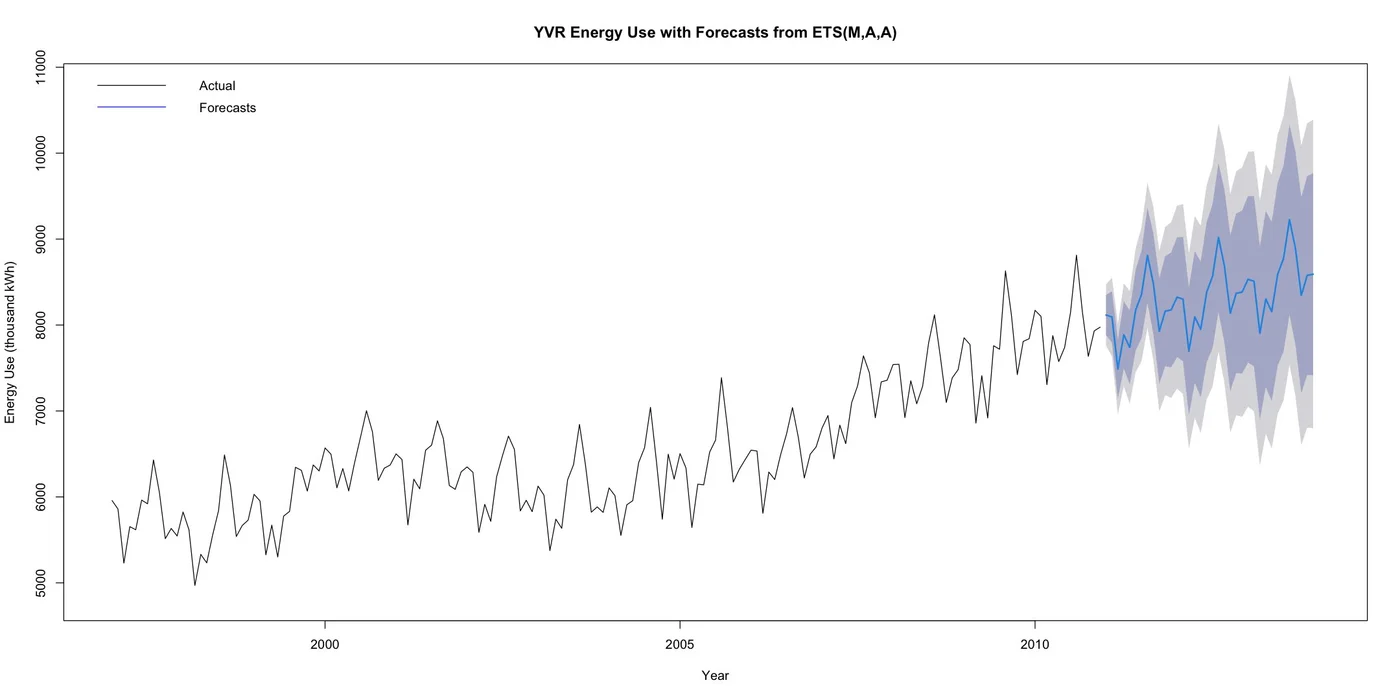 YVR Energy Use with Forecasts from ETS(M,A,A)
Actual
Forecasts
11000
10000
9000
8000
7000
6000
5000
Energy Use (thousand kWh)
2000
2005
2010
Year